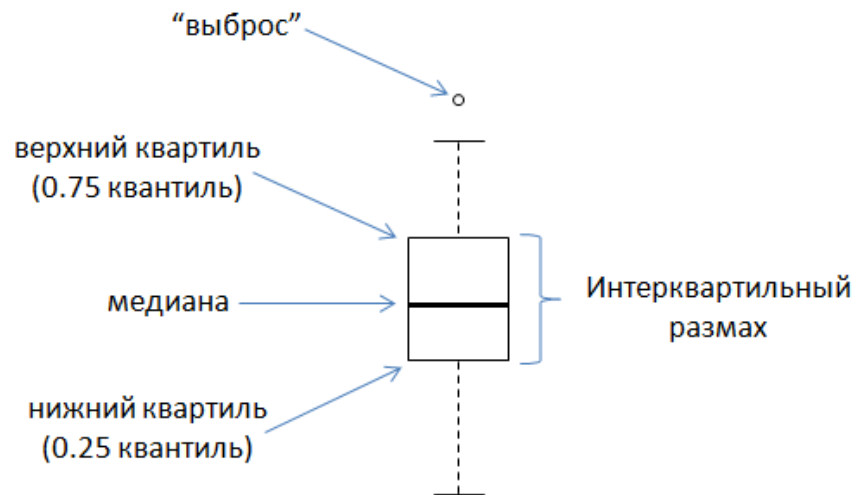 “выброс”
верхний квартиль
(0.75 квантиль)
медиана
Интерквартильный
размах
нижний квартиль
(0.25 квантиль)